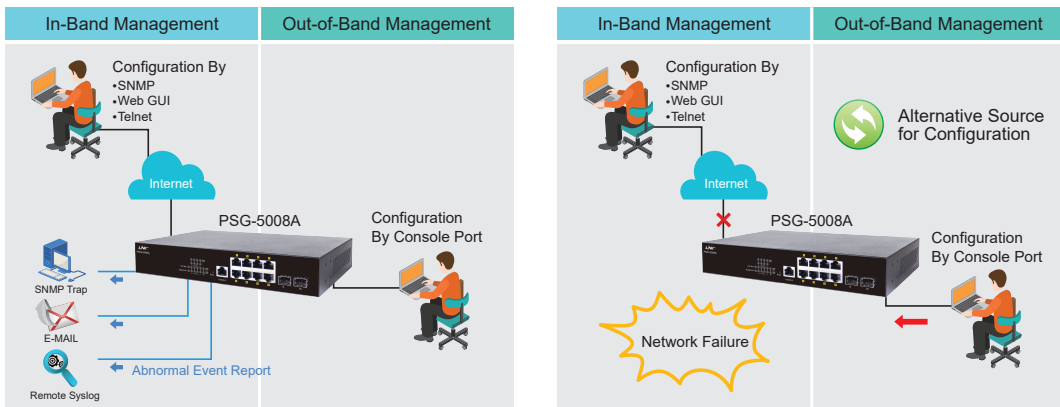 In-Band Management
Out-of-Band Management
Configuration By
•SNMP
•Web GUI
•Telnet
Internet
PSG-5008A
Configuration
By Console Port
SNMP Trap
E-MAIL
Abnormal Event Report
Remote Syslog
In-Band Management
Out-of-Band Management
Configuration By
•SNMP
•Web GUI
•Telnet
Alternative Source
for Configuration
Internet
PSG-5008A
Configuration
By Console Port
Network Failure